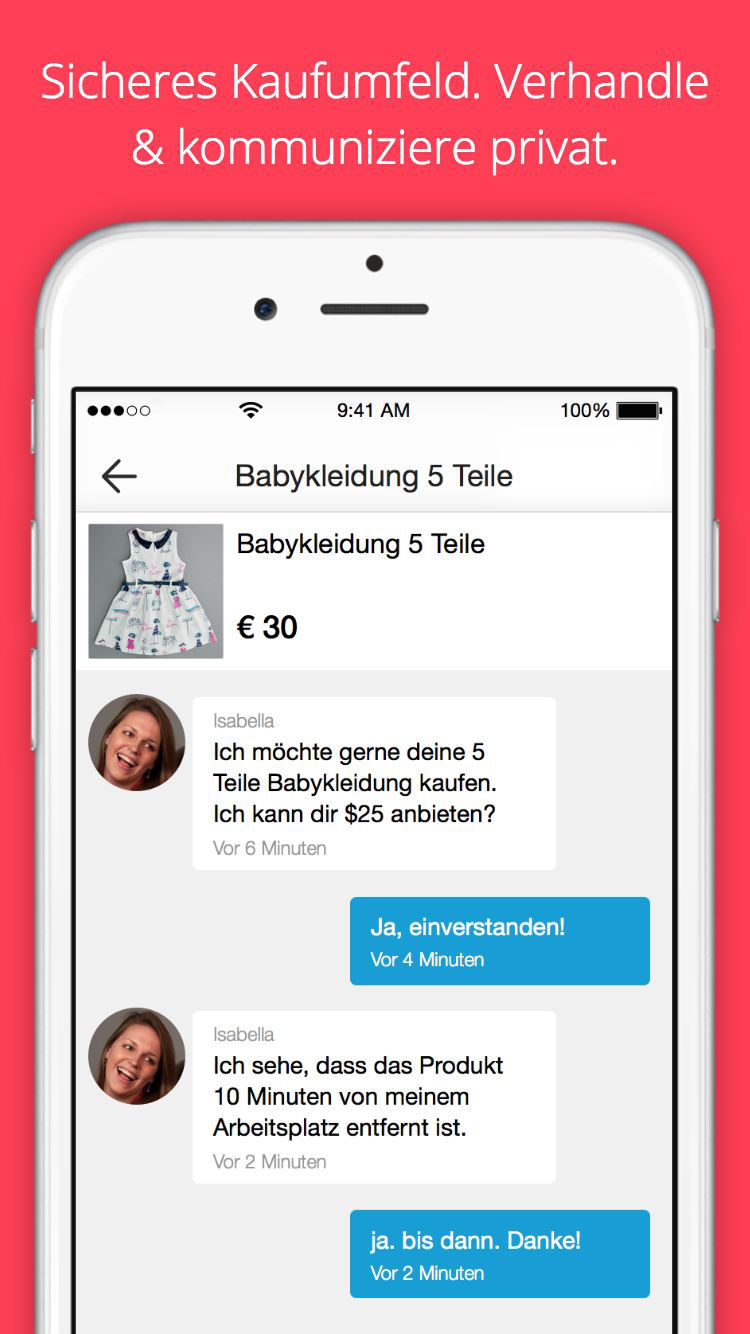 Sicheres Kaufumfeld. Verhandle
& kommuniziere privat.
9:41 AM
100%
Babykleidung 5 Teile
Babykleidung 5 Teile
€ 30
Isabella
Ich möchte gerne deine 5
Teile Babykleidung kaufen.
Ich kann dir $25 anbieten?
Vor 6 Minuten
Ja, einverstanden!
Vor 4 Minuten
Isabella
Ich sehe, dass das Produkt
10 Minuten von meinem
Arbeitsplatz entfernt ist.
Vor 2 Minuten
ja. bis dann. Danke!
Vor 2 Minuten